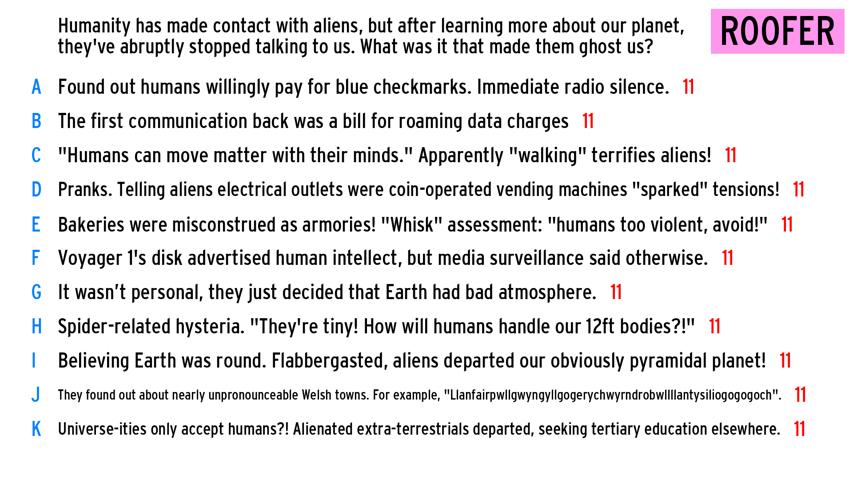 Humanity has made contact with aliens, but after learning more about our planet,
they've abruptly stopped talking to us. What was it that made them ghost us?
ROOFER
A Found out humans willingly pay for blue checkmarks. Immediate radio silence. 11
B The first communication back was a bill for roaming data charges 11
C "Humans can move matter with their minds." Apparently "walking" terrifies aliens! 11
D Pranks. Telling aliens electrical outlets were coin-operated vending machines "sparked" tensions! 11
E Bakeries were misconstrued as armories! "Whisk" assessment: "humans too violent, avoid!" 11
F Voyager 1's disk advertised human intellect, but media surveillance said otherwise. 11
G It wasn’t personal, they just decided that Earth had bad atmosphere. 11
H Spider-related hysteria. "They're tiny! How will humans handle our 12ft bodies?!" 11
I Believing Earth was round. Flabbergasted, aliens departed our obviously pyramidal planet! 11
J They found out about nearly unpronounceable Welsh towns. For example, "Llanfairpwllgwyngyllgogerychwyrndrobwllllantysiliogogogoch". 11
K Universe-ities only accept humans?! Alienated extra-terrestrials departed, seeking tertiary education elsewhere. 11